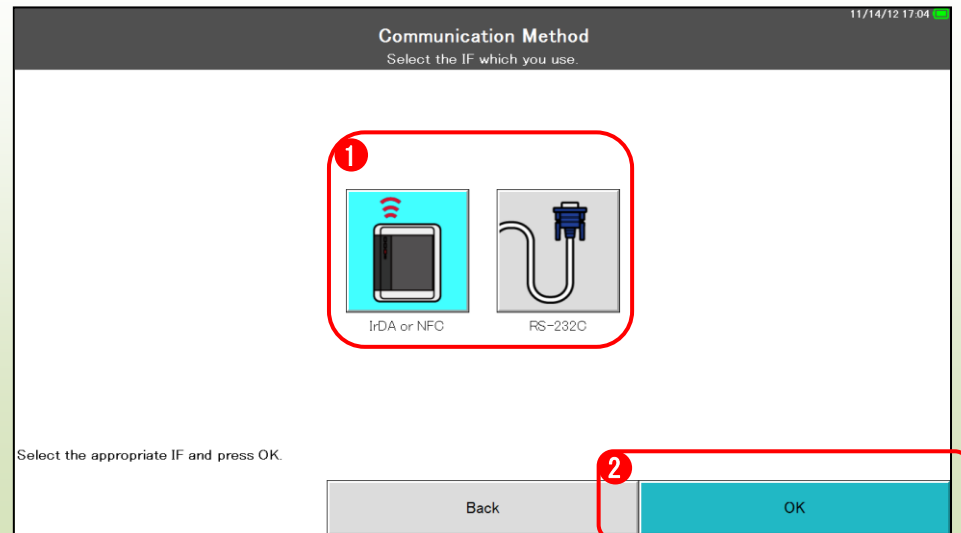 11/14/12 17:04
Communication Method
Select the IF which you use.
1
IrDA or NFC
RS-232C
Select the appropriate IF and press OK.
2
Back
OK